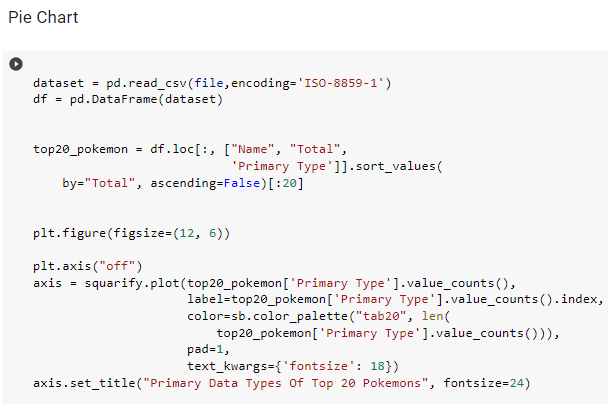 Pie Chart
dataset = pd.read_csv(file,encoding='ISO-8859-1')
df = pd.DataFrame(dataset)
top20_pokemon = df.loc[:, ["Name", "Total",
'Primary Type']].sort_values(
by="Total", ascending=False)[:20]
plt.figure(figsize=(12, 6))
plt.axis("off")
axis = squarify.plot(top20_pokemon['Primary Type'].value_counts(),
label=top20_pokemon['Primary Type'].value_counts().index,
color=sb.color_palette("tab20", len(
top20_pokemon['Primary Type'].value_counts())),
pad=1,
text_kwargs={'fontsize': 18})
axis.set_title("Primary Data Types Of Top 20 Pokemons", fontsize=24)